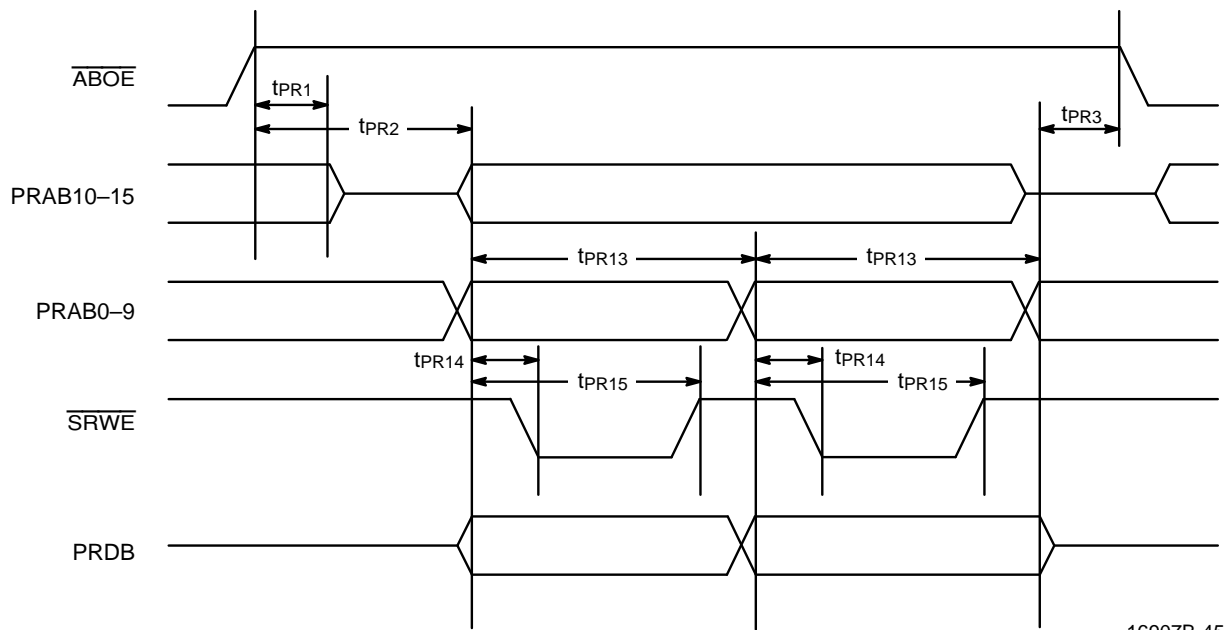 ABOE
tPR1
tPR2
tPR3
PRAB10–15
tPR13
tPR13
PRAB0–9
tPR14
tPR14
tPR15
tPR15
SRWE
PRDB